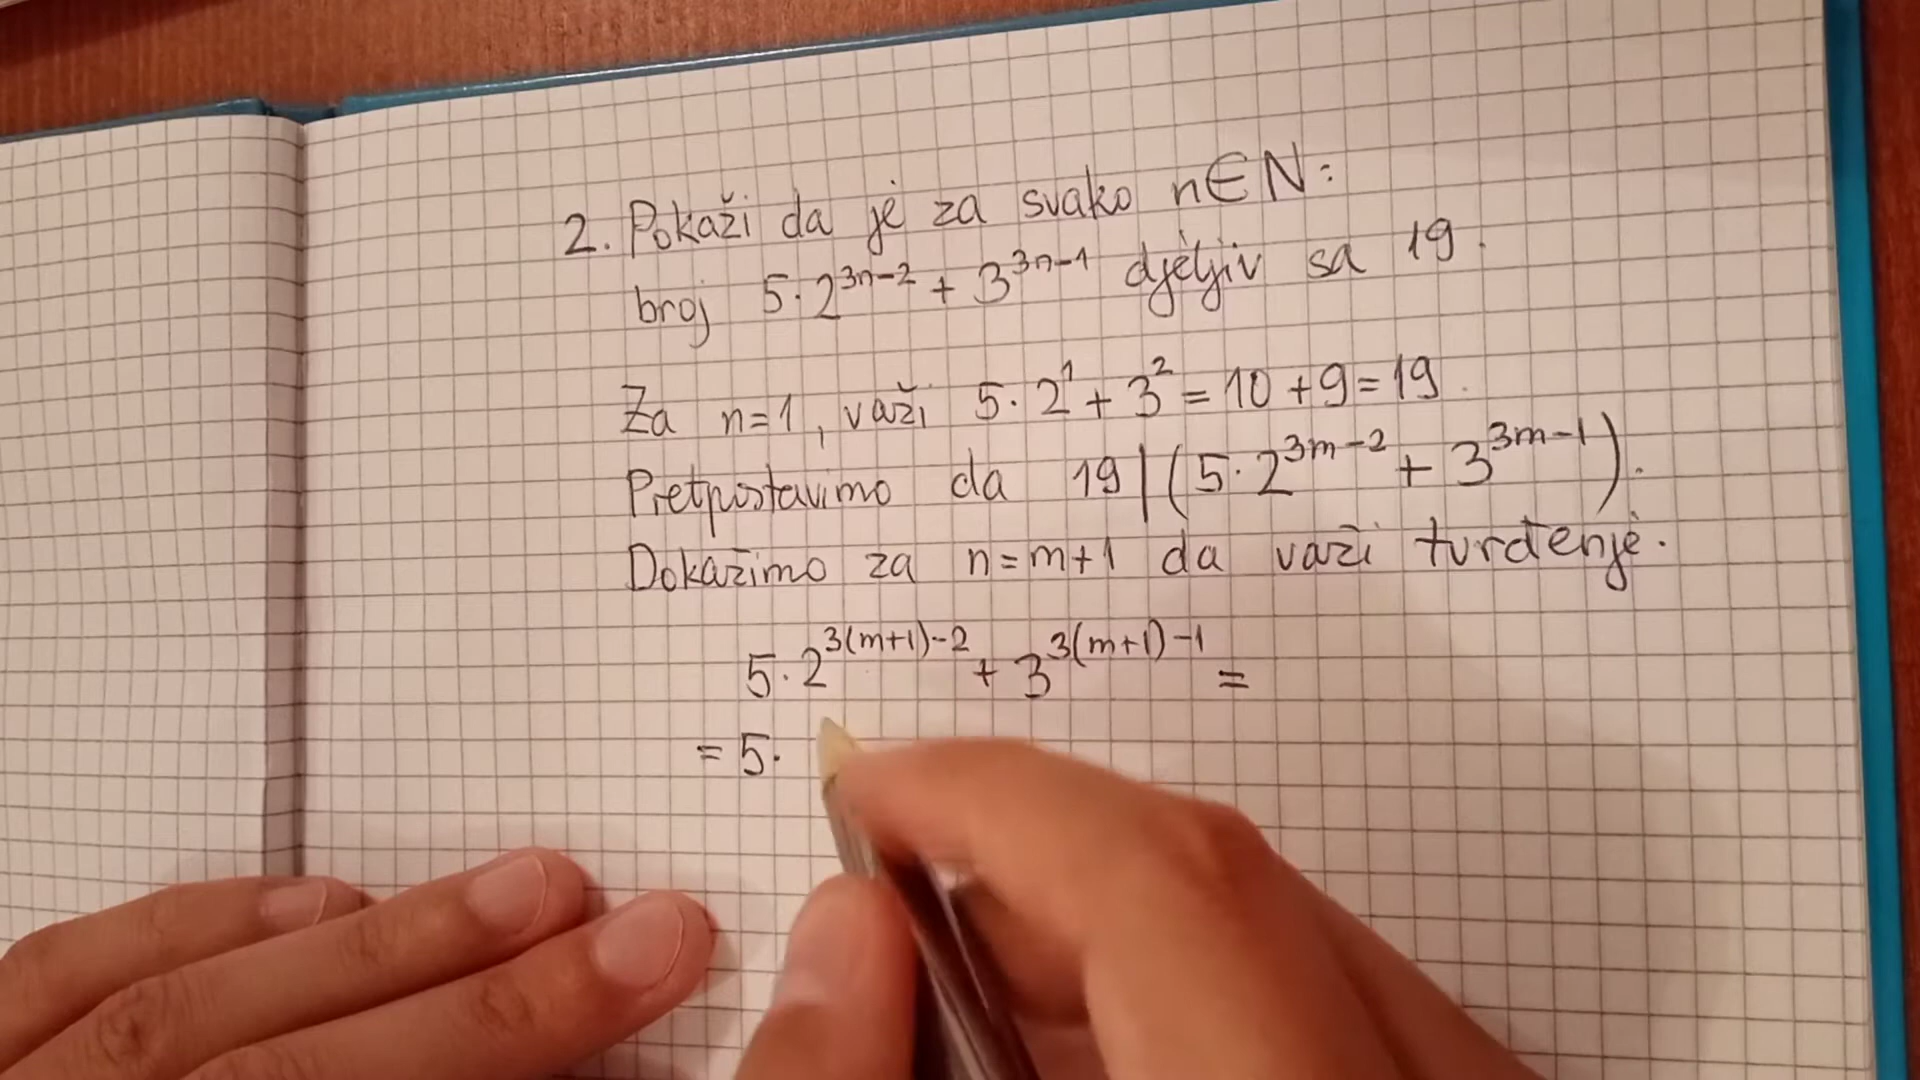 2. Pokaži da je za svako n∈N:
broj 5·2^{3n-2} + 3^{3n-1} djeljiv sa 19.
Za n=1, važi 5·2^1 + 3^2 = 10 + 9 = 19.
Pretpostavimo da 19 | (5·2^{3m-2} + 3^{3m-1}).
Dokažimo za n=m+1 da važi tvrđenje.
5·2^{3(m+1)-2} + 3^{3(m+1)-1} =
= 5·